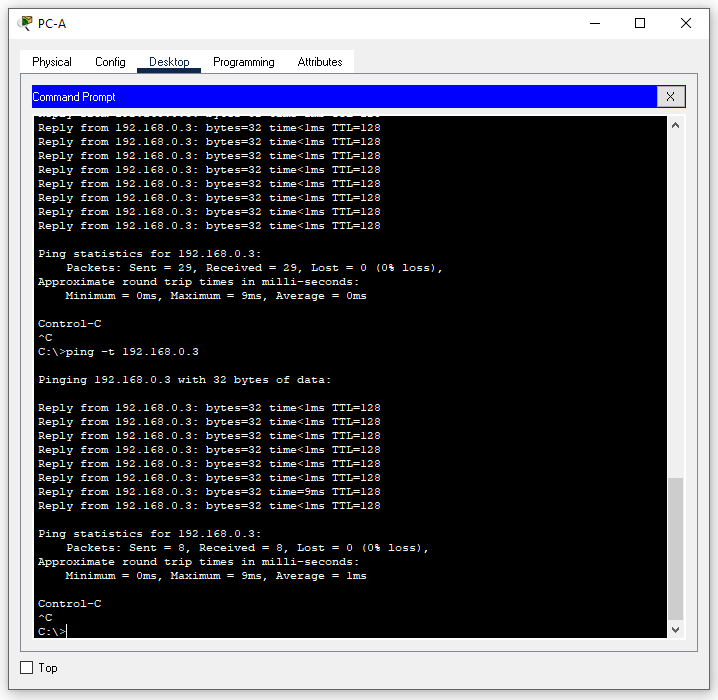 PC-A
Physical Config Desktop Programming Attributes
Command Prompt X
Reply from 192.168.0.3: bytes=32 time<1ms TTL=128
Reply from 192.168.0.3: bytes=32 time<1ms TTL=128
Reply from 192.168.0.3: bytes=32 time<1ms TTL=128
Reply from 192.168.0.3: bytes=32 time<1ms TTL=128
Reply from 192.168.0.3: bytes=32 time<1ms TTL=128
Reply from 192.168.0.3: bytes=32 time<1ms TTL=128
Reply from 192.168.0.3: bytes=32 time<1ms TTL=128
Reply from 192.168.0.3: bytes=32 time<1ms TTL=128
Ping statistics for 192.168.0.3:
Packets: Sent = 29, Received = 29, Lost = 0 (0% loss),
Approximate round trip times in milli-seconds:
Minimum = 0ms, Maximum = 9ms, Average = 0ms
Control-C
^C
C:\>ping -t 192.168.0.3
Pinging 192.168.0.3 with 32 bytes of data:
Reply from 192.168.0.3: bytes=32 time<1ms TTL=128
Reply from 192.168.0.3: bytes=32 time<1ms TTL=128
Reply from 192.168.0.3: bytes=32 time<1ms TTL=128
Reply from 192.168.0.3: bytes=32 time<1ms TTL=128
Reply from 192.168.0.3: bytes=32 time<1ms TTL=128
Reply from 192.168.0.3: bytes=32 time<1ms TTL=128
Reply from 192.168.0.3: bytes=32 time=9ms TTL=128
Reply from 192.168.0.3: bytes=32 time<1ms TTL=128
Ping statistics for 192.168.0.3:
Packets: Sent = 8, Received = 8, Lost = 0 (0% loss),
Approximate round trip times in milli-seconds:
Minimum = 0ms, Maximum = 9ms, Average = 1ms
Control-C
^C
C:\>
Top